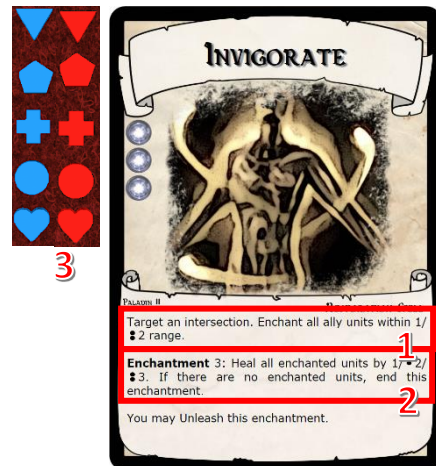 INVIGORATE
3
PALADIN II
RESTORATION SPELL
Target an intersection. Enchant all ally units within 1/
2 range.
1
Enchantment 3: Heal all enchanted units by 1/ 2/
3. If there are no enchanted units, end this
enchantment.
2
You may Unleash this enchantment.